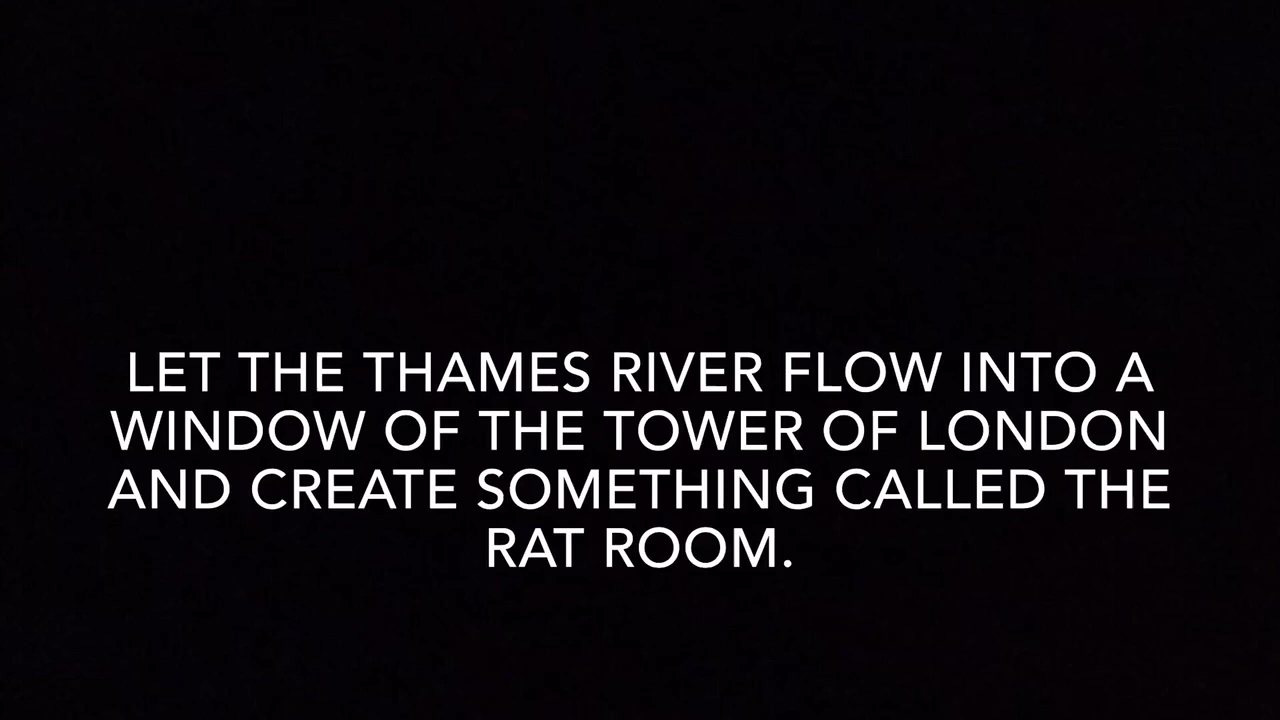 LET THE THAMES RIVER FLOW INTO A
WINDOW OF THE TOWER OF LONDON
AND CREATE SOMETHING CALLED THE
RAT ROOM.